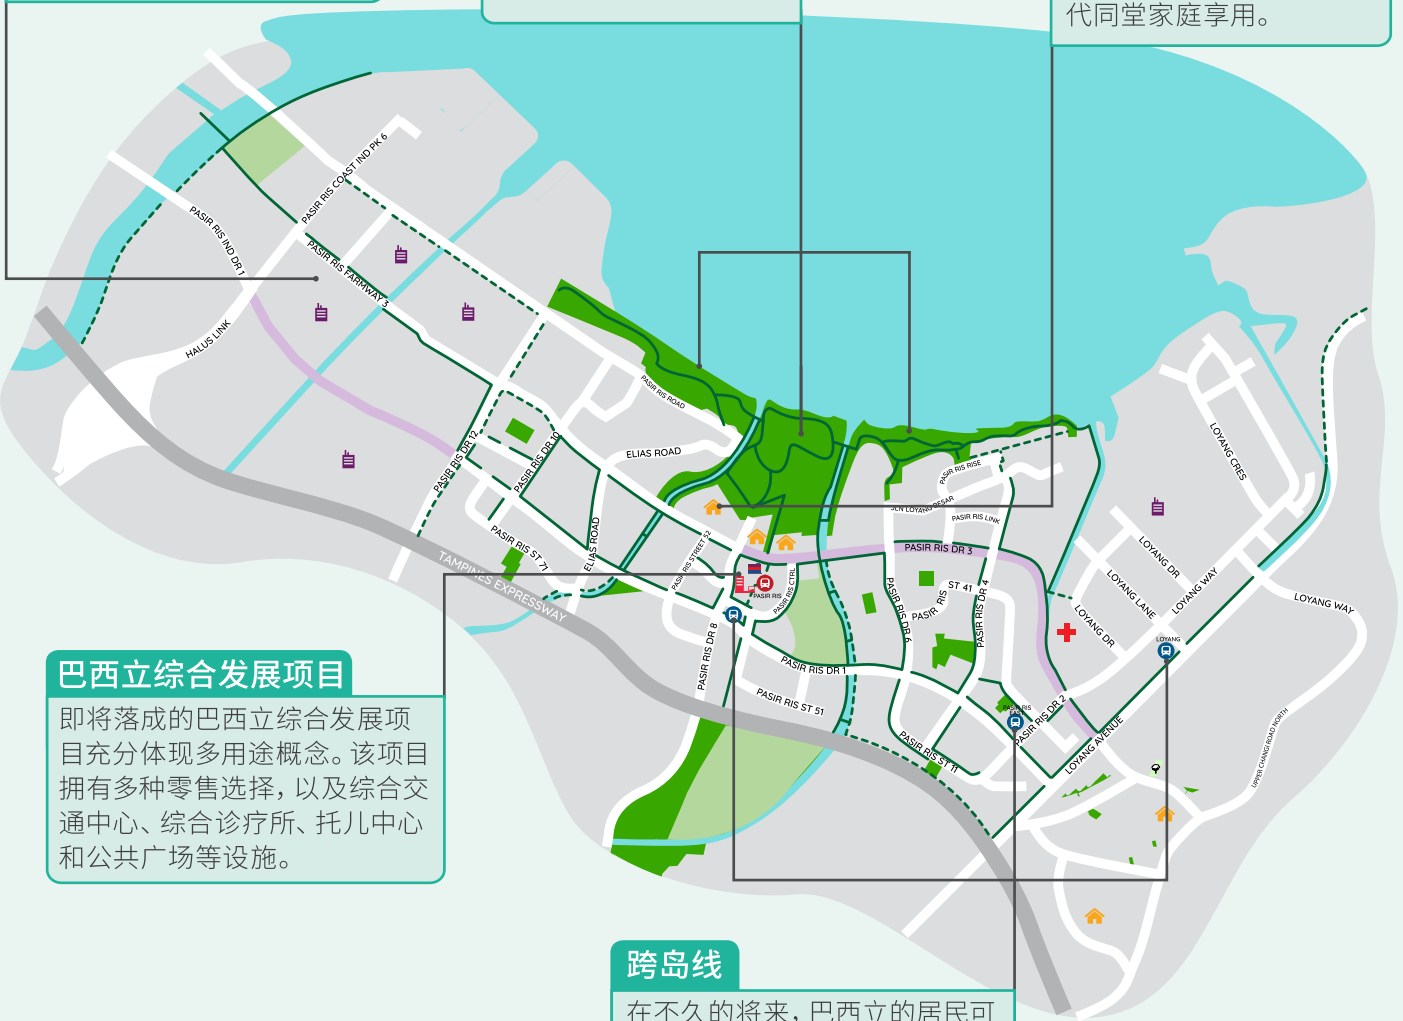 代同堂家庭享用。
PASIR RIS COAST IND PK 6
PASIR RIS IND DR 1
PASIR RIS FARMWAY 3
HALUS LINK
PASIR RIS ROAD
ELIAS ROAD
PASIR RIS DR 12
PASIR RIS DR 10
PASIR RIS RISE
JLN LOYANG BESAR
PASIR RIS LINK
LOYANG CRES
PASIR RIS ST 71
ELIAS ROAD
PASIR RIS STREET 52
PASIR RIS DR 3
LOYANG DR
TAMPINES EXPRESSWAY
PASIR RIS
PASIR RIS CTRL
PASIR RIS DR 6
PASIR RIS ST 41
PASIR RIS DR 4
LOYANG LANE
LOYANG WAY
LOYANG WAY
LOYANG DR
LOYANG
PASIR RIS DR 8
PASIR RIS DR 1
PASIR RIS ST 51
PASIR RIS
EAST
PASIR RIS DR 2
PASIR RIS ST 11
LOYANG AVENUE
UPPER CHANGI ROAD NORTH
巴西立综合发展项目
即将落成的巴西立综合发展项
目充分体现多用途概念。该项目
拥有多种零售选择，以及综合交
通中心、综合诊疗所、托儿中心
和公共广场等设施。
跨岛线
在不久的将来，巴西立的居民可